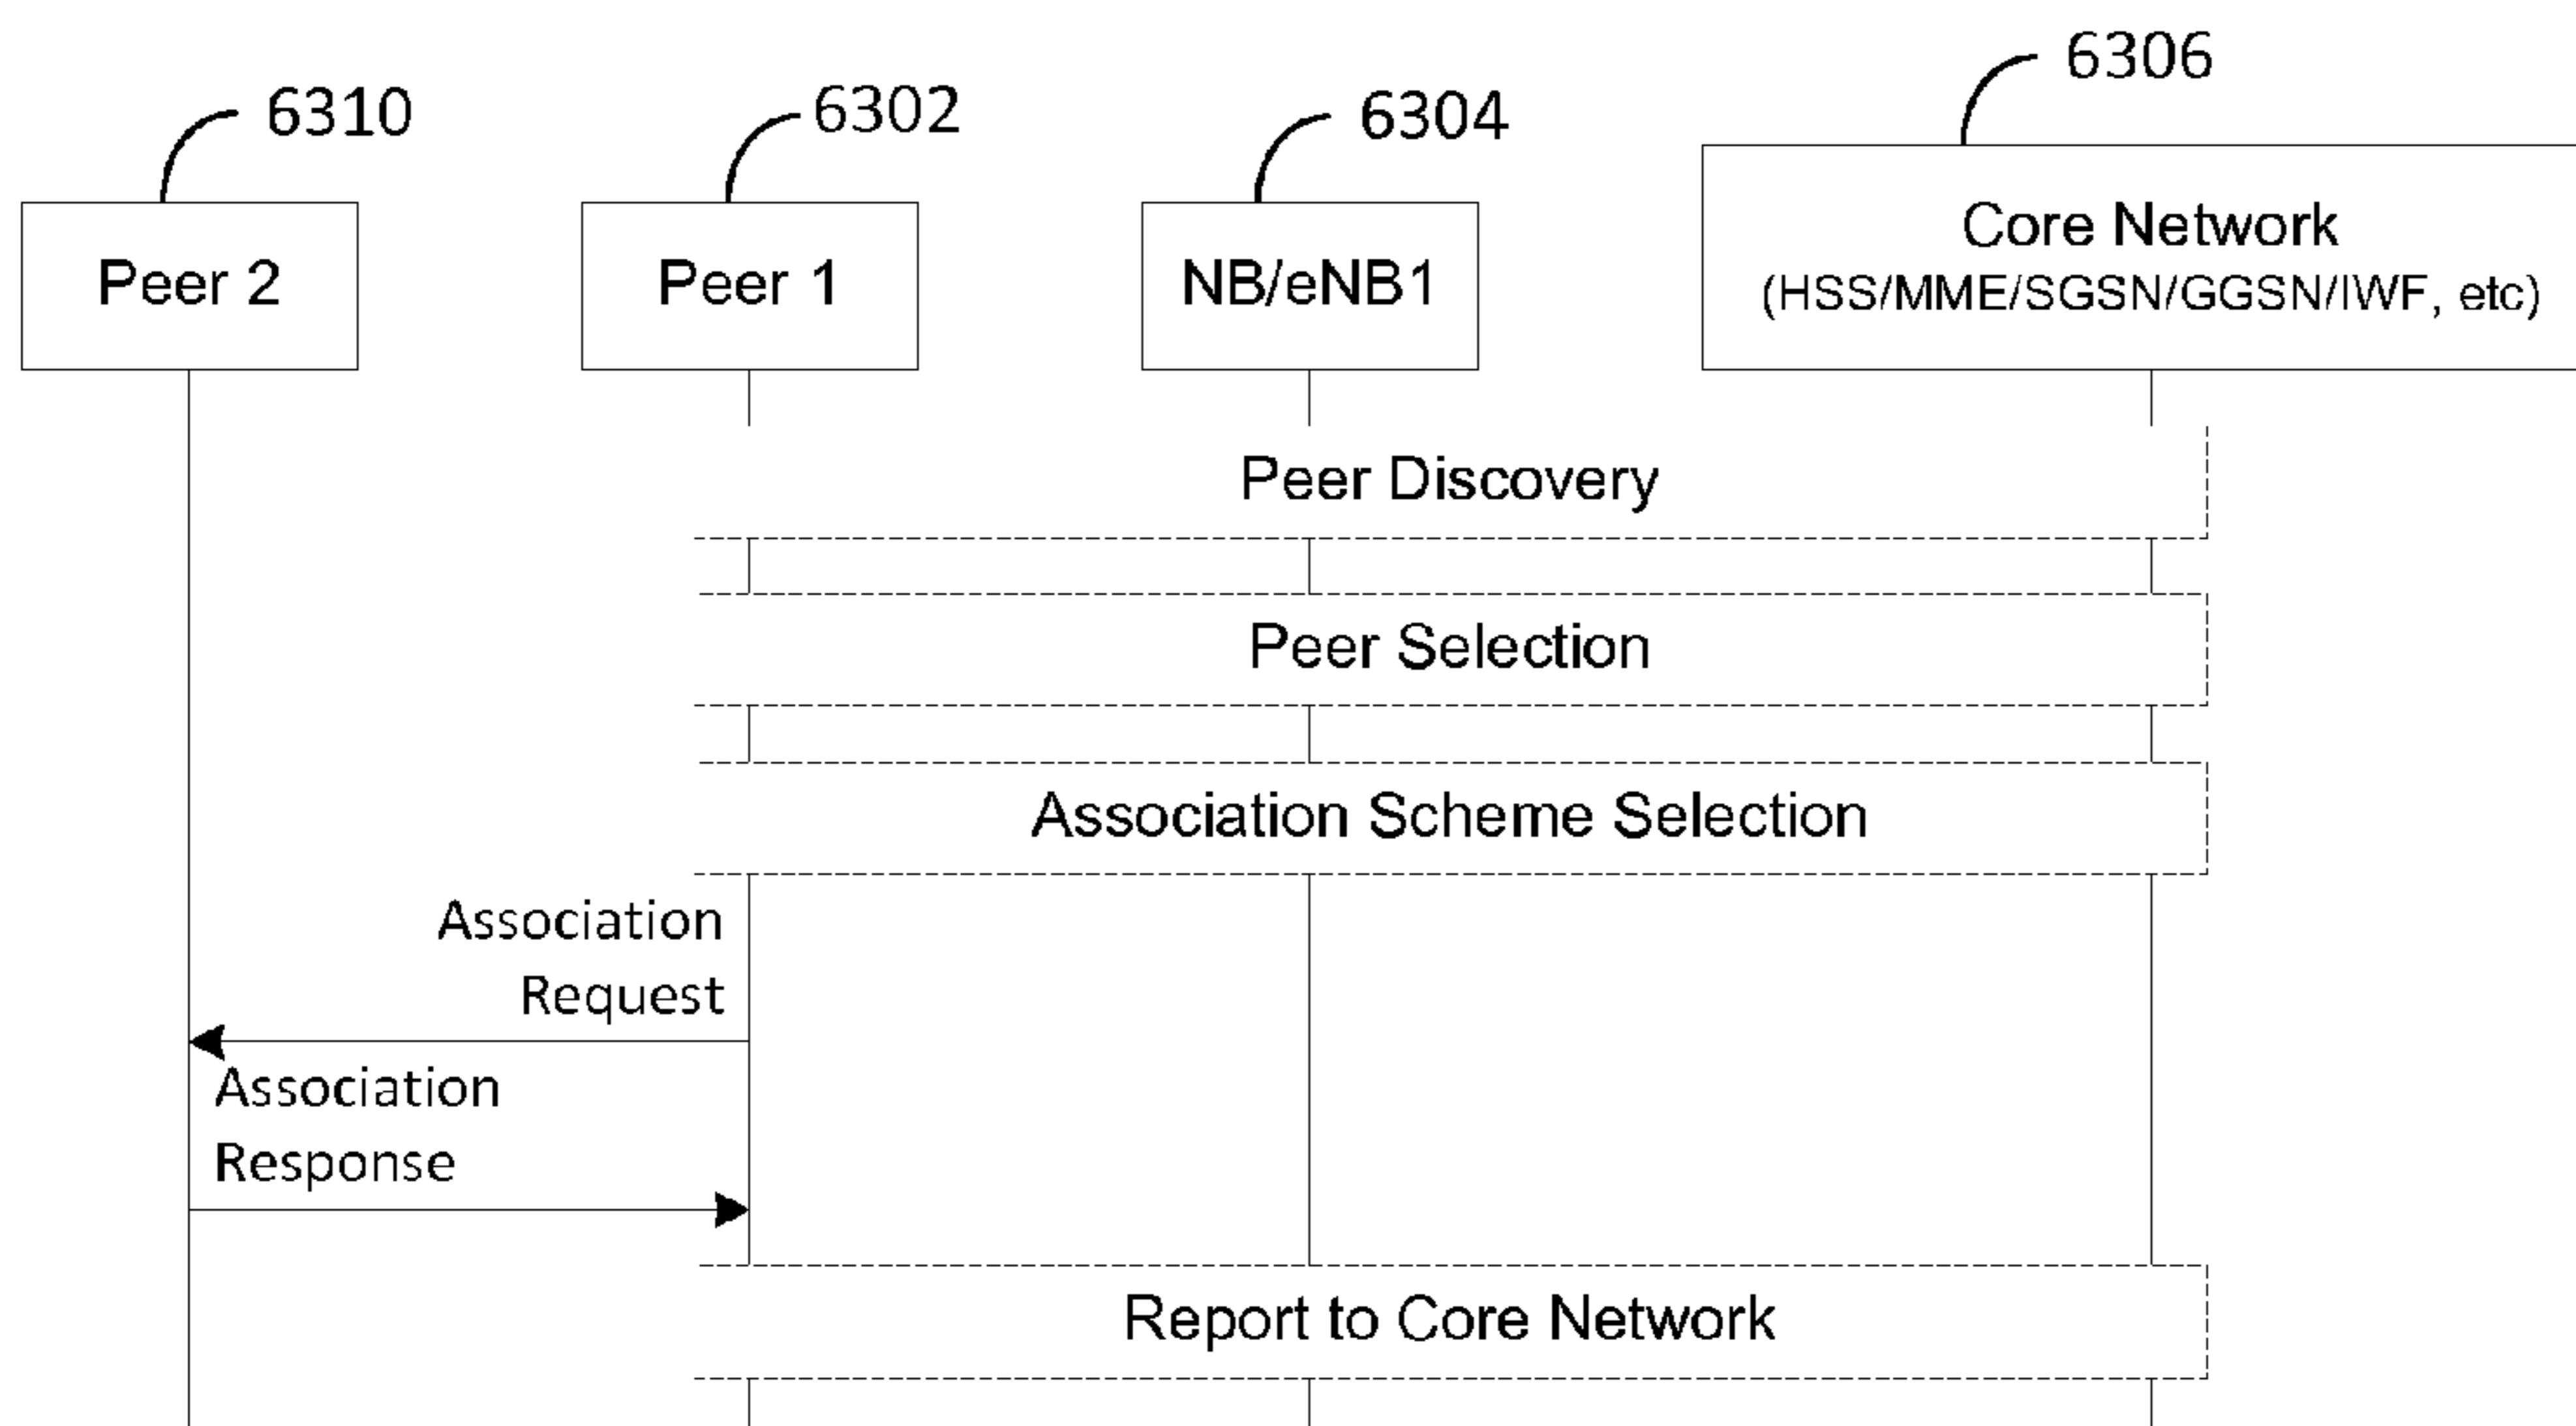 6310
6302
6304
6306
Peer 2
Peer 1
NB/eNB1
Core Network
(HSS/MME/SGSN/GGSN/IWF, etc)
Peer Discovery
Peer Selection
Association Scheme Selection
Association
Request
Association
Response
Report to Core Network